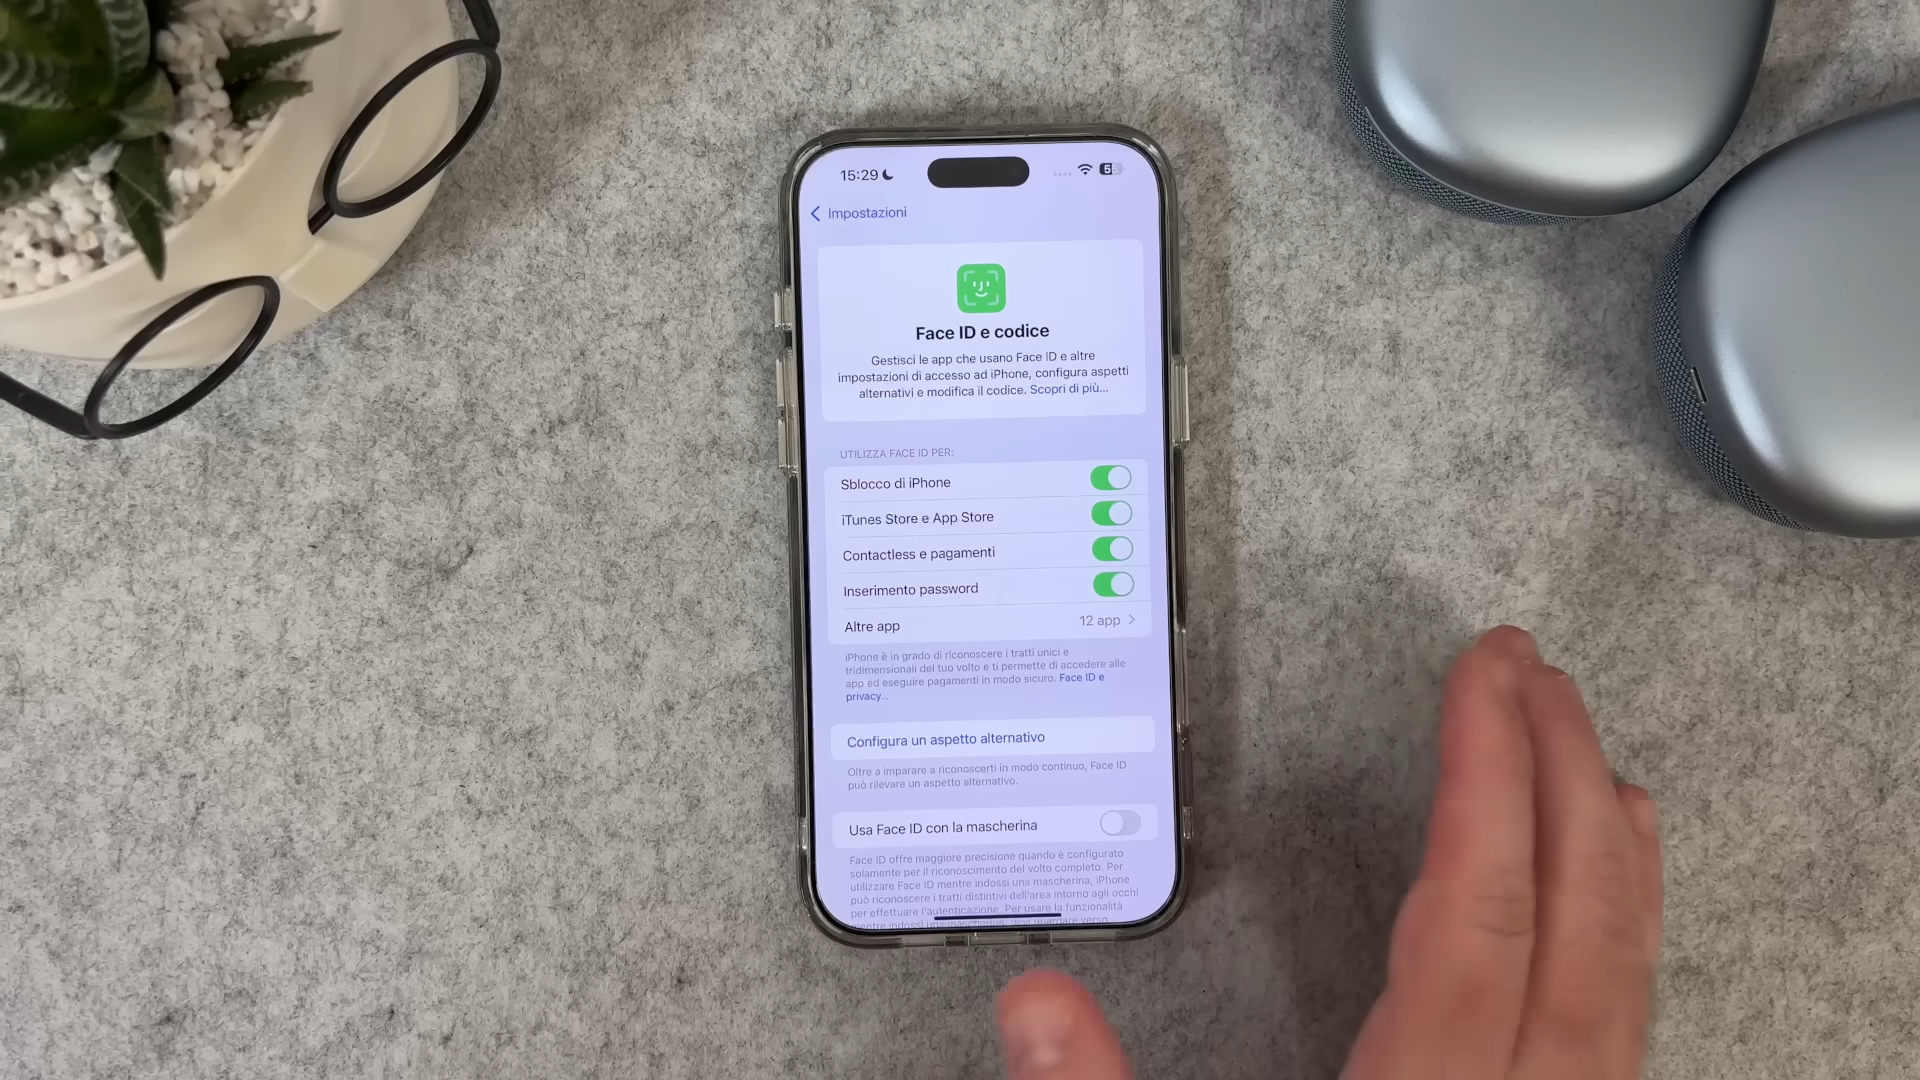 15:29
Impostazioni
Face ID e codice
Gestisci le app che usano Face ID e altre
impostazioni di accesso ad iPhone, configura aspetti
alternativi e modifica il codice. Scopri di più...
UTILIZZA FACE ID PER:
Sblocco di iPhone
iTunes Store e App Store
Contactless e pagamenti
Inserimento password
Altre app 12 app
iPhone è in grado di riconoscere i tratti unici e
tridimensionali del tuo volto e ti permette di accedere alle
app ed eseguire pagamenti in modo sicuro. Face ID e
privacy...
Configura un aspetto alternativo
Oltre a imparare a riconoscerti in modo continuo, Face ID
può rilevare un aspetto alternativo.
Usa Face ID con la mascherina
Face ID offre maggiore precisione quando è configurato
solamente per il riconoscimento del volto completo. Per
utilizzare Face ID mentre indossi una mascherina, iPhone
può riconoscere i tratti distintivi dell'area intorno agli occhi
per effettuare l'autenticazione. Per usare la funzionalità
mentre indossi una mascherina, devi guardare verso